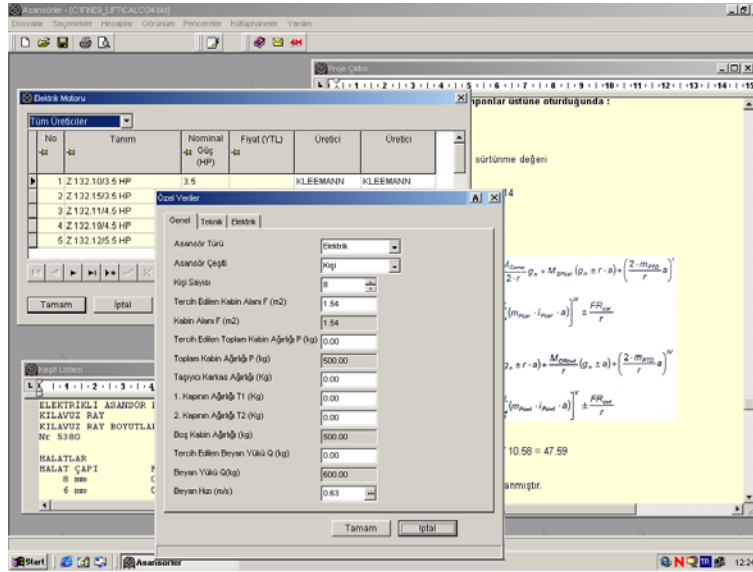 Asansörler - [C:\FINE9_LIFT\CALC\04.bld]
Dosyalar Seçenekler Hesaplar Görünüm Pencereler Kütüphaneler Yardım
Proje Çıktısı
mponlar üstüne oturduğunda :
sürtünme değeri
10.58 = 47.59
anmıştır.
Elektrik Motoru
Tüm Üreticiler
No Tanım Nominal Güç (HP) Fiyat (YTL) Üretici Üretici
1 Z 132.10/3.5 HP 3.5 KLEEMANN KLEEMANN
2 Z 132.15/3.5 HP
3 Z 132.11/4.5 HP
4 Z 132.19/4.5 HP
5 Z 132.12/5.5 HP
Tamam İptal
Özel Veriler
Genel Teknik Elektrik
Asansör Türü Elektrik
Asansör Çeşiti Kişi
Kişi Sayısı 8
Tercih Edilen Kabin Alanı F (m2) 1.54
Kabin Alanı F (m2) 1.54
Tercih Edilen Toplam Kabin Ağırlığı P (kg) 0.00
Toplam Kabin Ağırlığı P (kg) 500.00
Taşıyıcı Karkas Ağırlığı (Kg) 0.00
1. Kapının Ağırlığı T1 (Kg) 0.00
2. Kapının Ağırlığı T2 (Kg) 0.00
Boş Kabin Ağırlığı (kg) 500.00
Tercih Edilen Beyan Yükü Q (kg) 0.00
Beyan Yükü Q(kg) 600.00
Beyan Hızı (m/s) 0.63
Tamam İptal
Keşif Listesi
ELEKTRIKLI ASANSOR
KILAVUZ RAY
KILAVUZ RAY BOYUTLA
Nr 5380
HALATLAR
HALAT ÇAPI
8 mm
6 mm
Start Asansörler TR